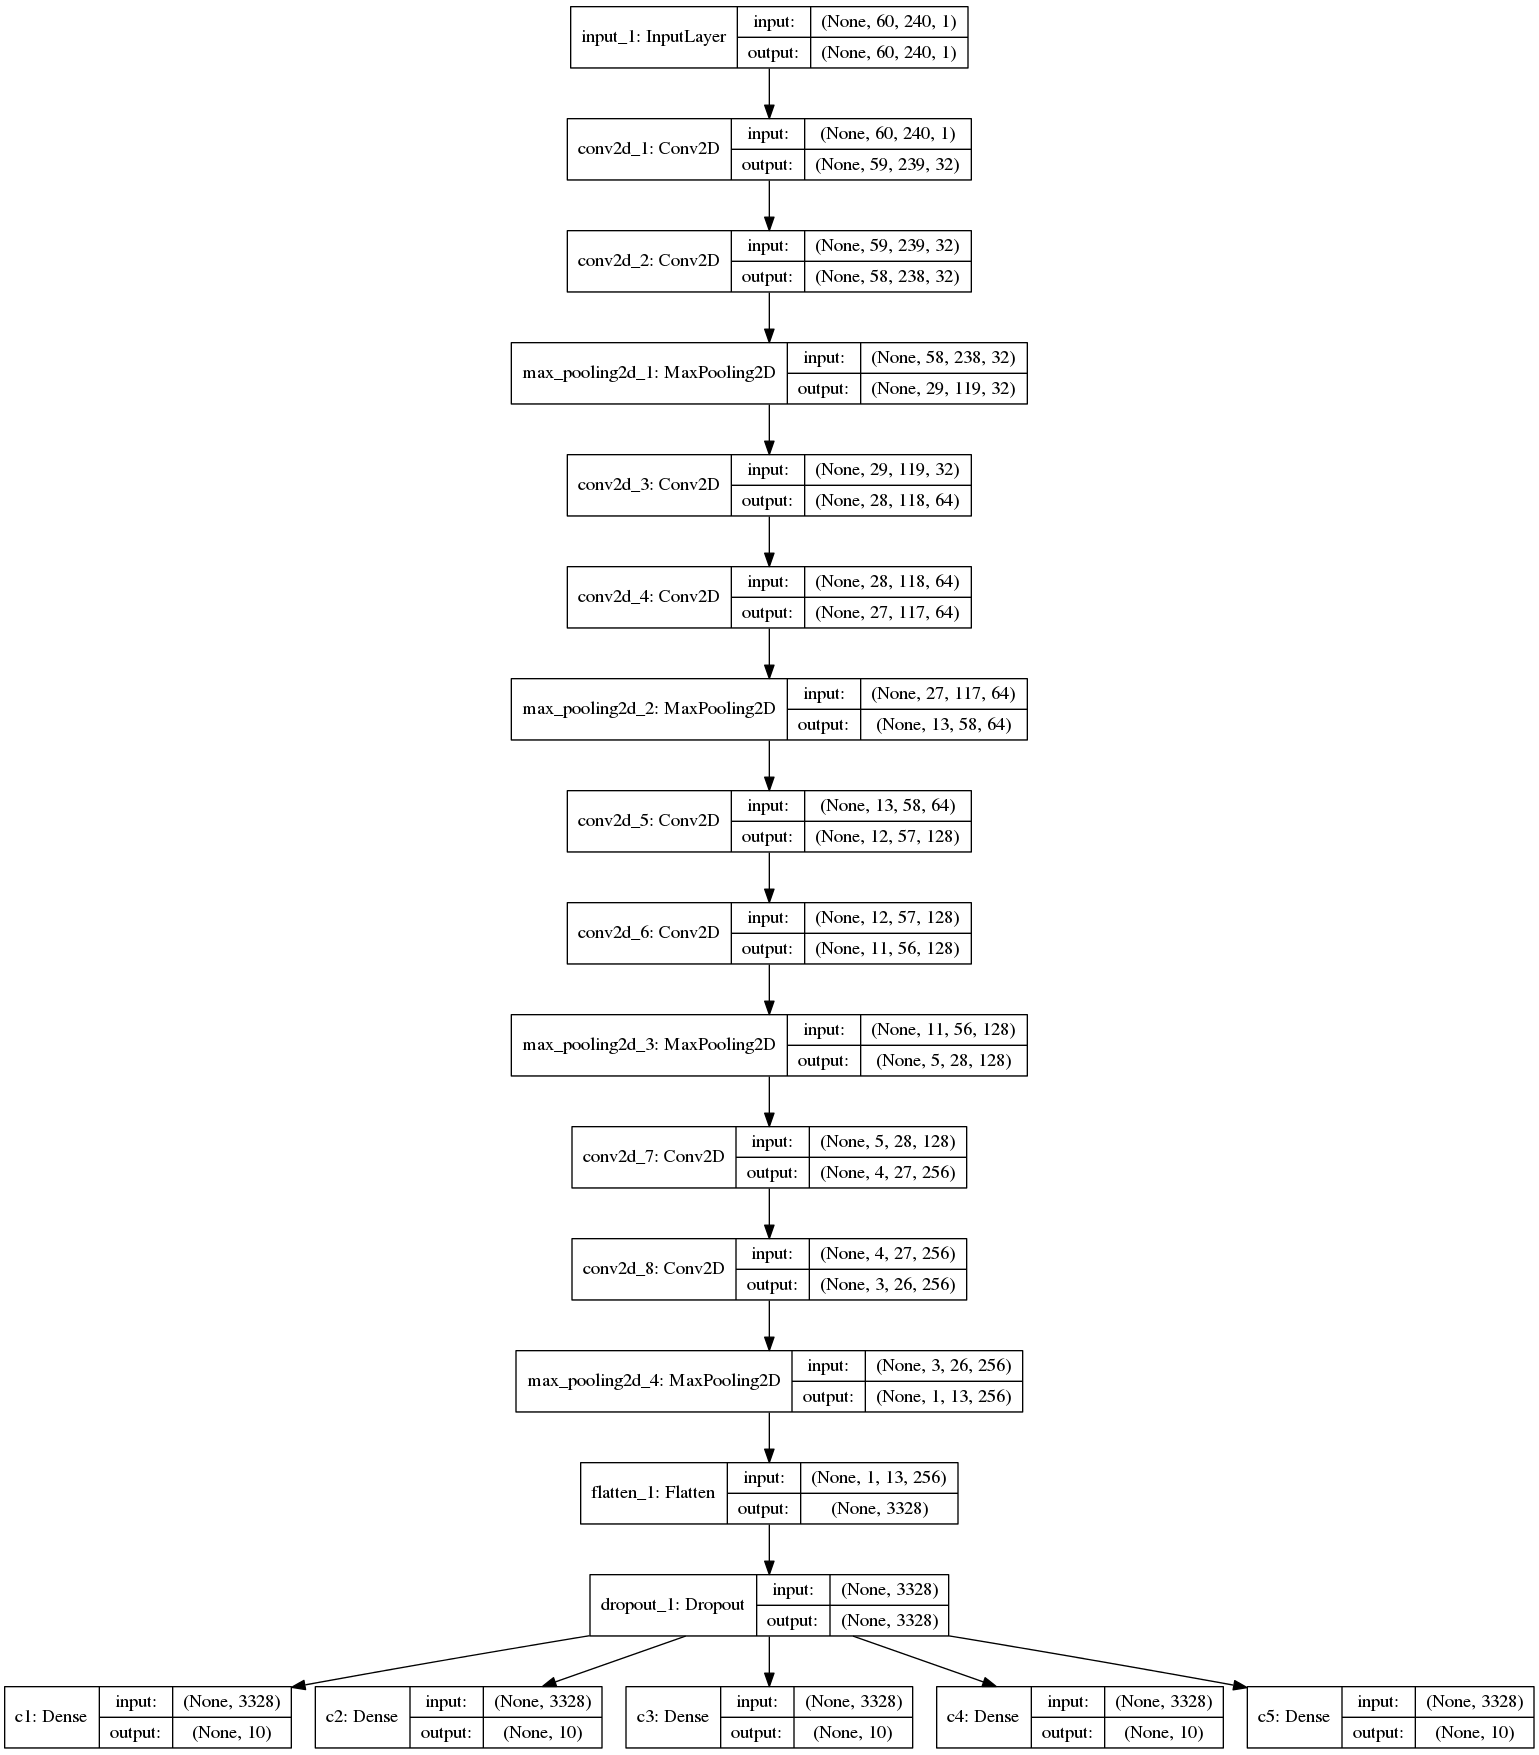 input_1: InputLayer
input: (None, 60, 240, 1)
output: (None, 60, 240, 1)
conv2d_1: Conv2D
input: (None, 60, 240, 1)
output: (None, 59, 239, 32)
conv2d_2: Conv2D
input: (None, 59, 239, 32)
output: (None, 58, 238, 32)
max_pooling2d_1: MaxPooling2D
input: (None, 58, 238, 32)
output: (None, 29, 119, 32)
conv2d_3: Conv2D
input: (None, 29, 119, 32)
output: (None, 28, 118, 64)
conv2d_4: Conv2D
input: (None, 28, 118, 64)
output: (None, 27, 117, 64)
max_pooling2d_2: MaxPooling2D
input: (None, 27, 117, 64)
output: (None, 13, 58, 64)
conv2d_5: Conv2D
input: (None, 13, 58, 64)
output: (None, 12, 57, 128)
conv2d_6: Conv2D
input: (None, 12, 57, 128)
output: (None, 11, 56, 128)
max_pooling2d_3: MaxPooling2D
input: (None, 11, 56, 128)
output: (None, 5, 28, 128)
conv2d_7: Conv2D
input: (None, 5, 28, 128)
output: (None, 4, 27, 256)
conv2d_8: Conv2D
input: (None, 4, 27, 256)
output: (None, 3, 26, 256)
max_pooling2d_4: MaxPooling2D
input: (None, 3, 26, 256)
output: (None, 1, 13, 256)
flatten_1: Flatten
input: (None, 1, 13, 256)
output: (None, 3328)
dropout_1: Dropout
input: (None, 3328)
output: (None, 3328)
c1: Dense
input: (None, 3328)
output: (None, 10)
c2: Dense
input: (None, 3328)
output: (None, 10)
c3: Dense
input: (None, 3328)
output: (None, 10)
c4: Dense
input: (None, 3328)
output: (None, 10)
c5: Dense
input: (None, 3328)
output: (None, 10)